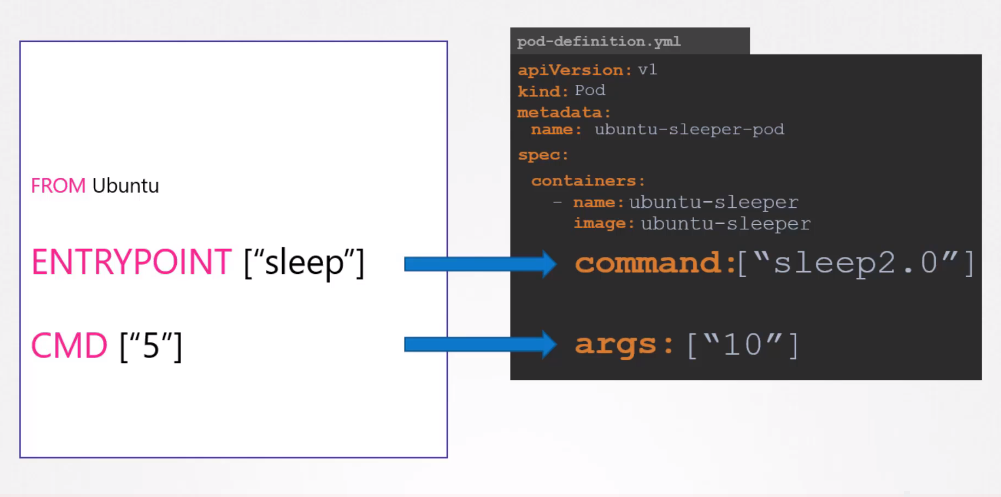 FROM Ubuntu
ENTRYPOINT [“sleep”]
CMD [“5”]
pod-definition.yml
apiVersion: v1
kind: Pod
metadata:
name: ubuntu-sleeper-pod
spec:
containers:
- name: ubuntu-sleeper
image: ubuntu-sleeper
command:[“sleep2.0”]
args: [“10”]